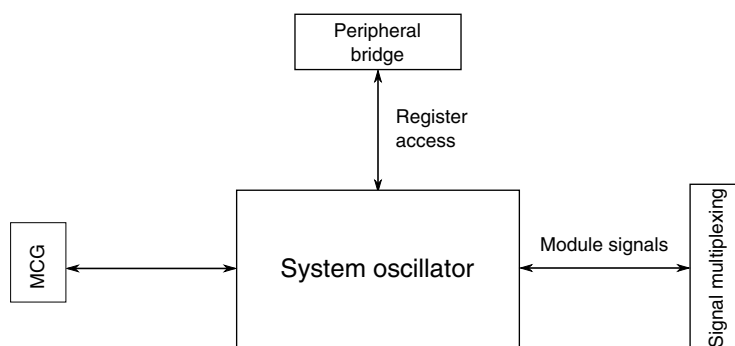 Peripheral
bridge
Register
access
MCG
System oscillator
Module signals
Signal multiplexing